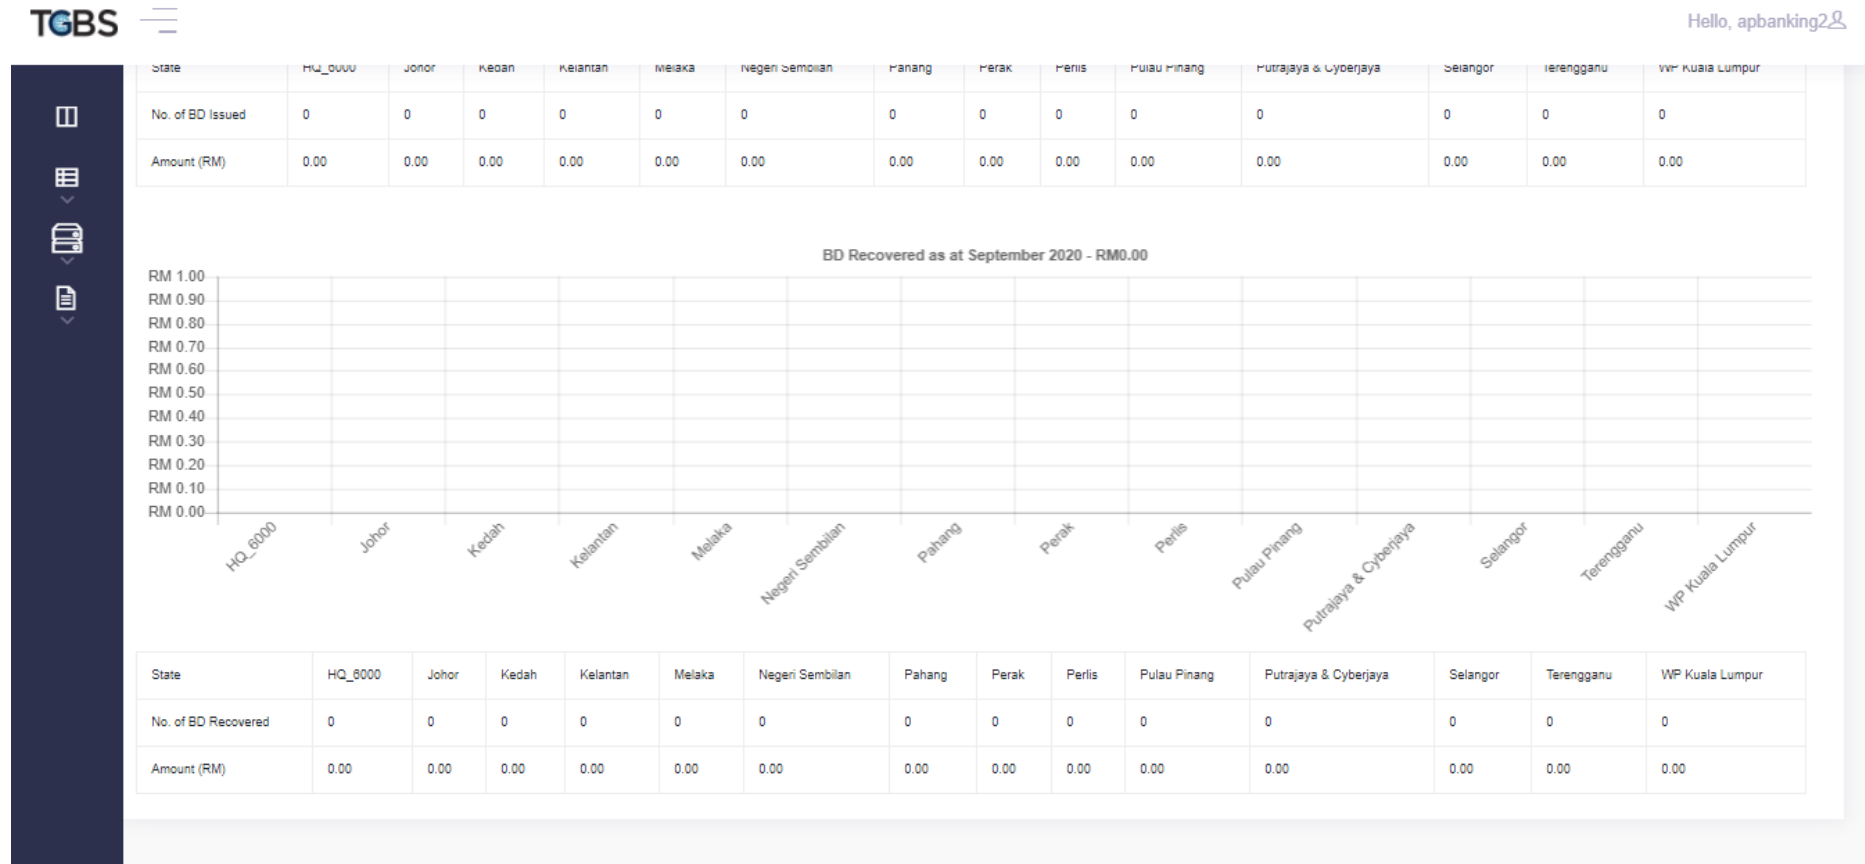 TGBS
Hello, apbanking2
State HQ_6000 Johor Kedah Kelantan Melaka Negeri Sembilan Pahang Perak Perlis Pulau Pinang Putrajaya & Cyberjaya Selangor Terengganu WP Kuala Lumpur
No. of BD Issued 0 0 0 0 0 0 0 0 0 0 0 0 0 0
Amount (RM) 0.00 0.00 0.00 0.00 0.00 0.00 0.00 0.00 0.00 0.00 0.00 0.00 0.00 0.00
BD Recovered as at September 2020 - RM0.00
RM 1.00
RM 0.90
RM 0.80
RM 0.70
RM 0.60
RM 0.50
RM 0.40
RM 0.30
RM 0.20
RM 0.10
RM 0.00
HQ_6000 Johor Kedah Kelantan Melaka Negeri Sembilan Pahang Perak Perlis Pulau Pinang Putrajaya & Cyberjaya Selangor Terengganu WP Kuala Lumpur
State HQ_6000 Johor Kedah Kelantan Melaka Negeri Sembilan Pahang Perak Perlis Pulau Pinang Putrajaya & Cyberjaya Selangor Terengganu WP Kuala Lumpur
No. of BD Recovered 0 0 0 0 0 0 0 0 0 0 0 0 0 0
Amount (RM) 0.00 0.00 0.00 0.00 0.00 0.00 0.00 0.00 0.00 0.00 0.00 0.00 0.00 0.00